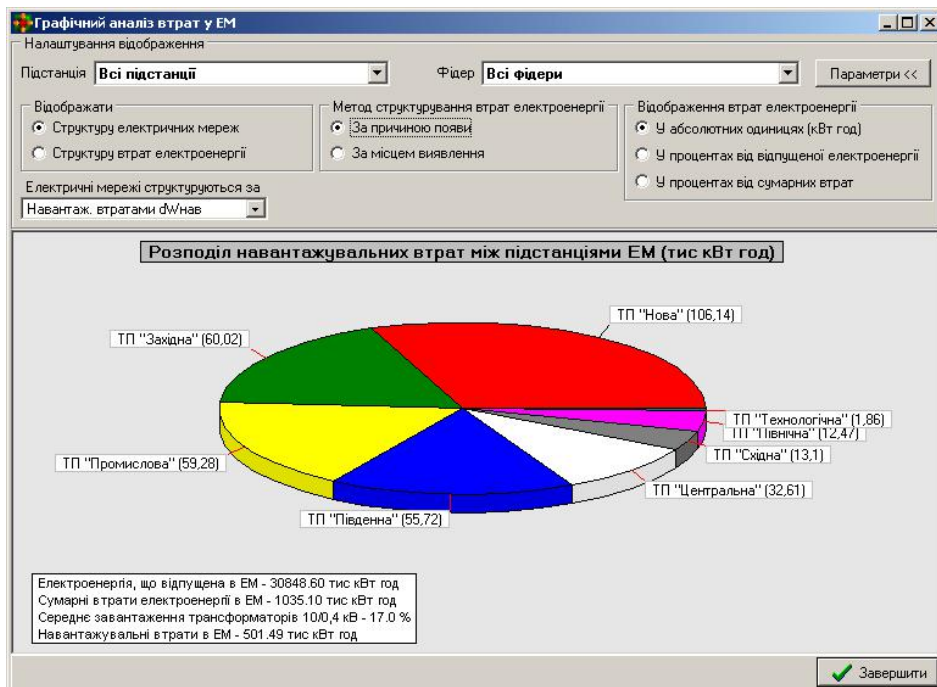 Графічний аналіз втрат у ЕМ
Налаштування відображення
Підстанція Всі підстанції Фідер Всі фідери Параметри <<
Відображати
Структуру електричних мереж
Структуру втрат електроенергії
Метод структурування втрат електроенергії
За причиною появи
За місцем виявлення
Відображення втрат електроенергії
У абсолютних одиницях (кВт год)
У процентах від відпущеної електроенергії
У процентах від сумарних втрат
Електричні мережі структуруються за
Навантаж. втратами dWнав
Розподіл навантажувальних втрат між підстанціями ЕМ (тис кВт год)
ТП "Нова" (106,14)
ТП "Західна" (60,02)
ТП "Технологічна" (1,86)
ТП "Північна" (12,47)
ТП "Східна" (13,1)
ТП "Промислова" (59,28)
ТП "Центральна" (32,61)
ТП "Південна" (55,72)
Електроенергія, що відпущена в ЕМ - 30848.60 тис кВт год
Сумарні втрати електроенергії в ЕМ - 1035.10 тис кВт год
Середнє завантаження трансформаторів 10/0,4 кВ - 17.0 %
Навантажувальні втрати в ЕМ - 501.49 тис кВт год
Завершити